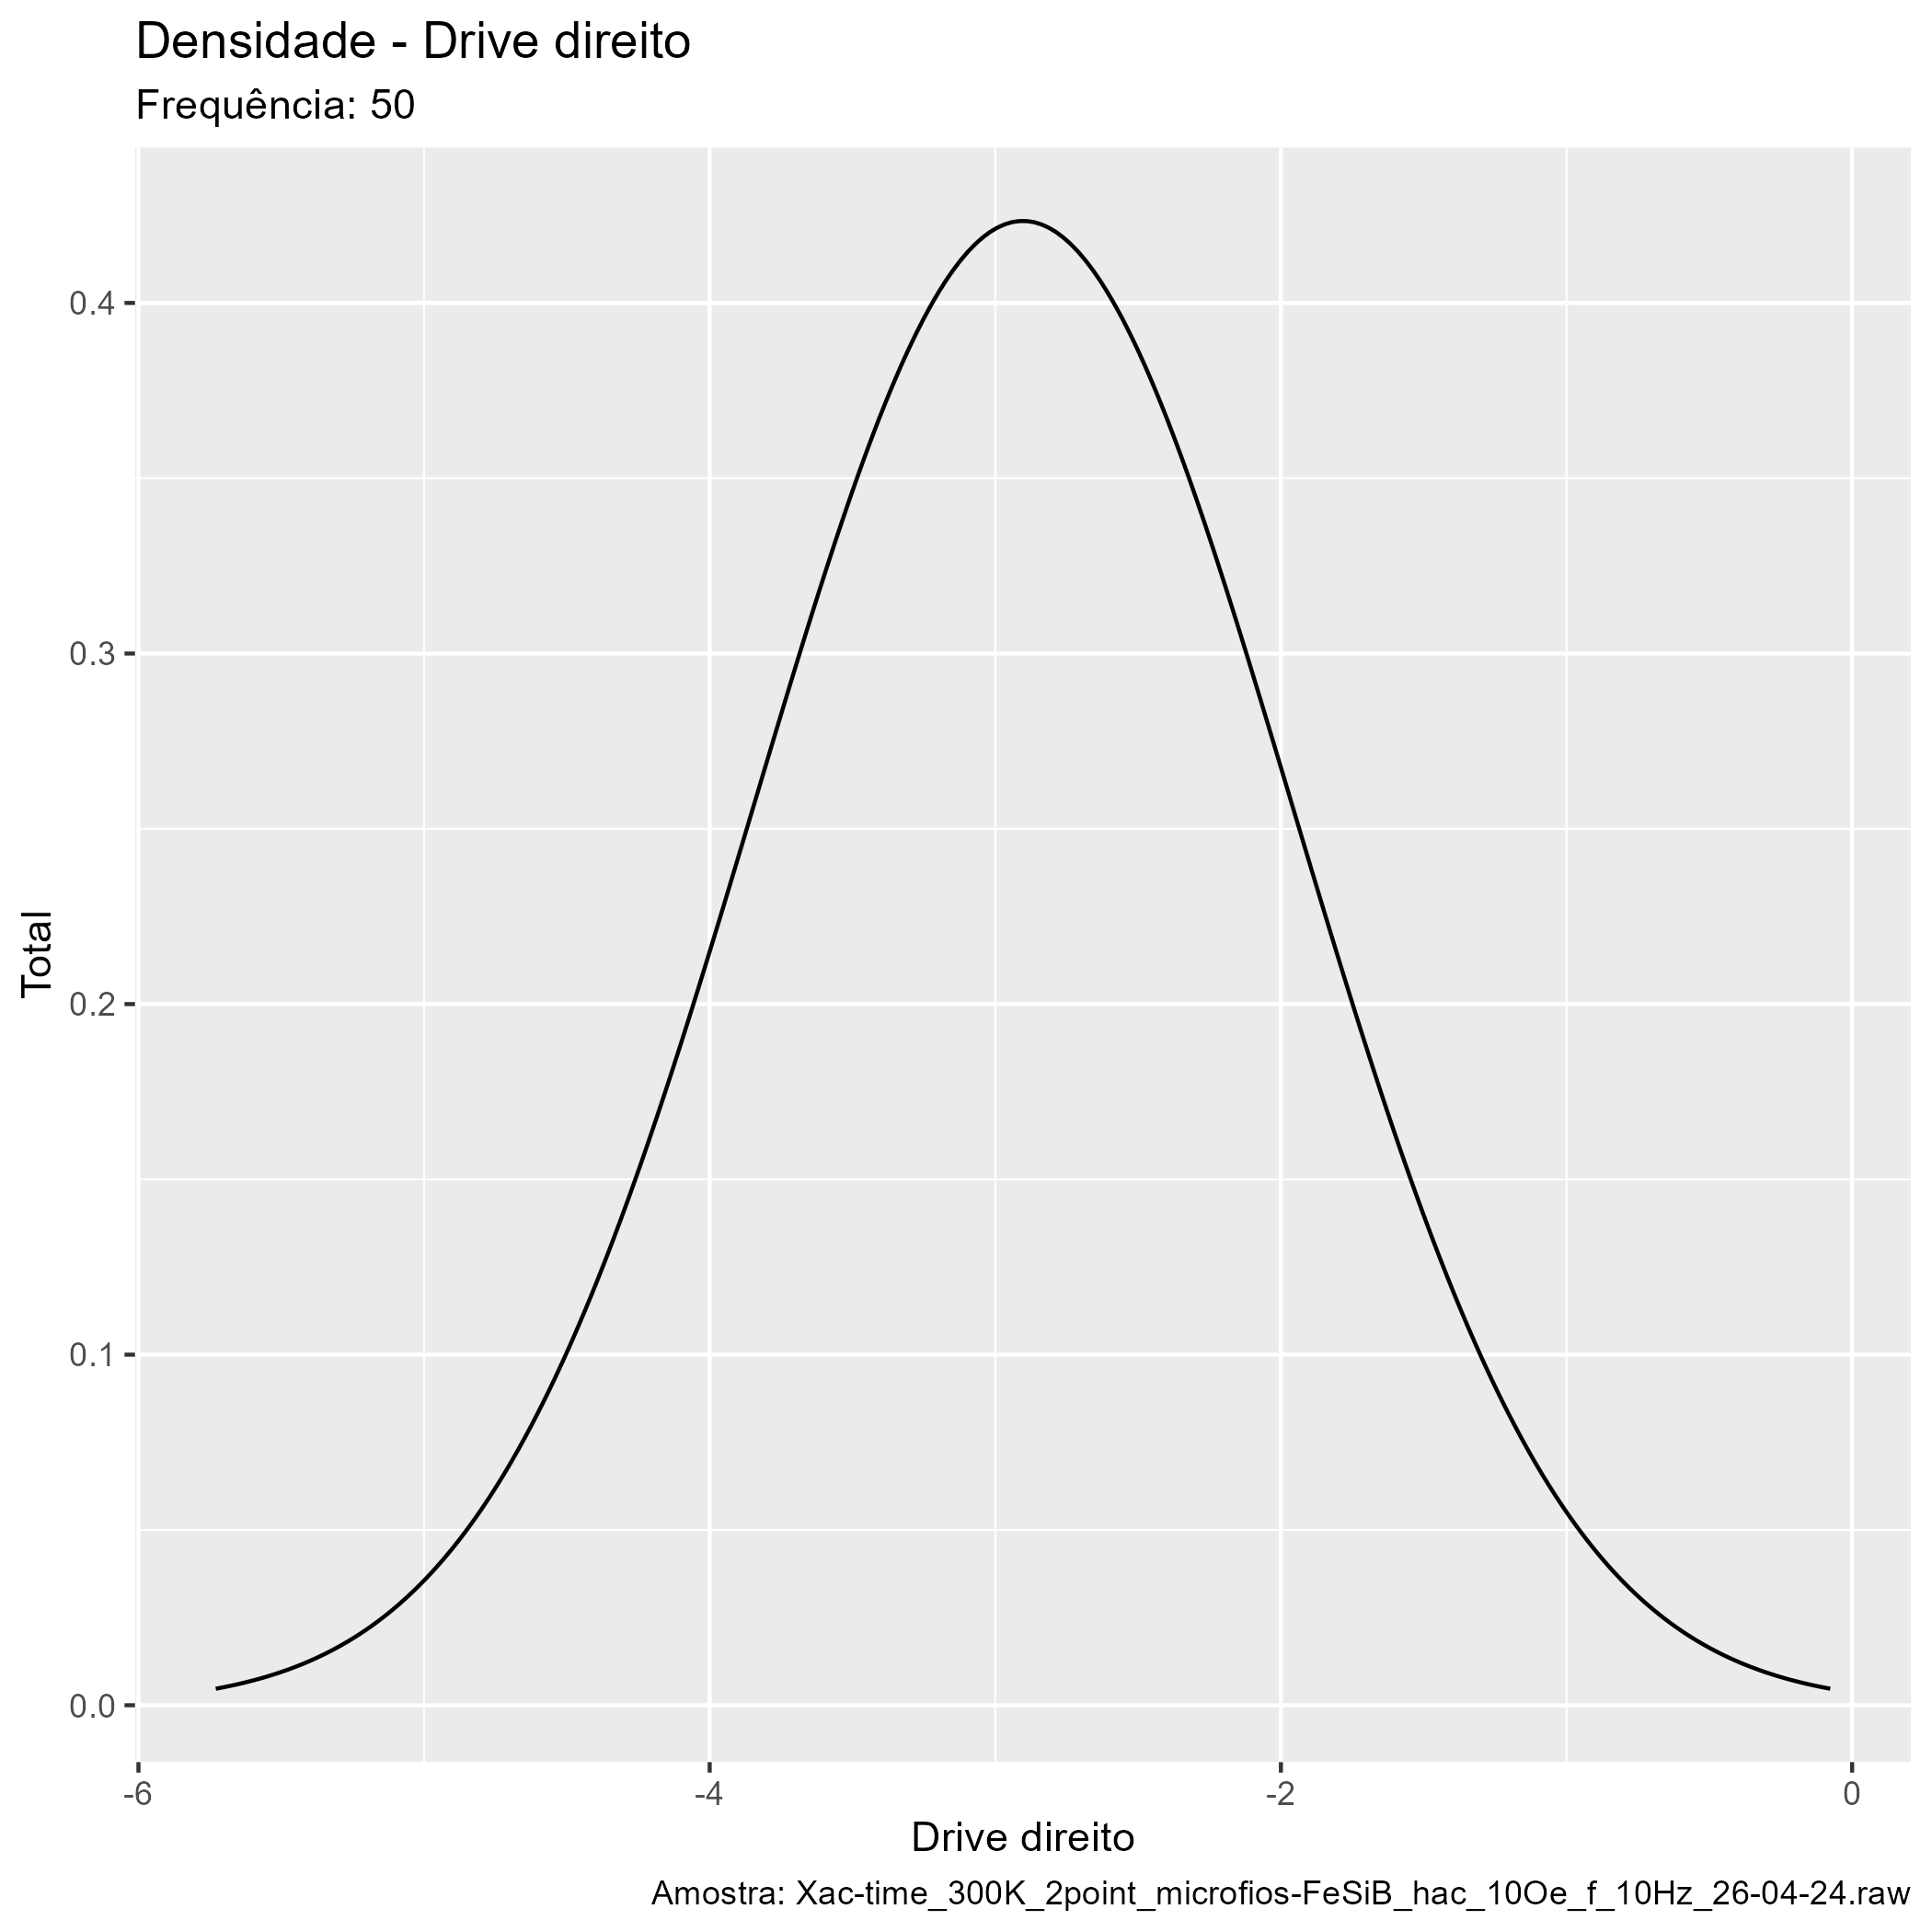 Densidade - Drive direito
Frequência: 50
Total
0.4
0.3
0.2
0.1
0.0
-6
-4
-2
0
Drive direito
Amostra: Xac-time_300K_2point_microfios-FeSiB_hac_10Oe_f_10Hz_26-04-24.raw